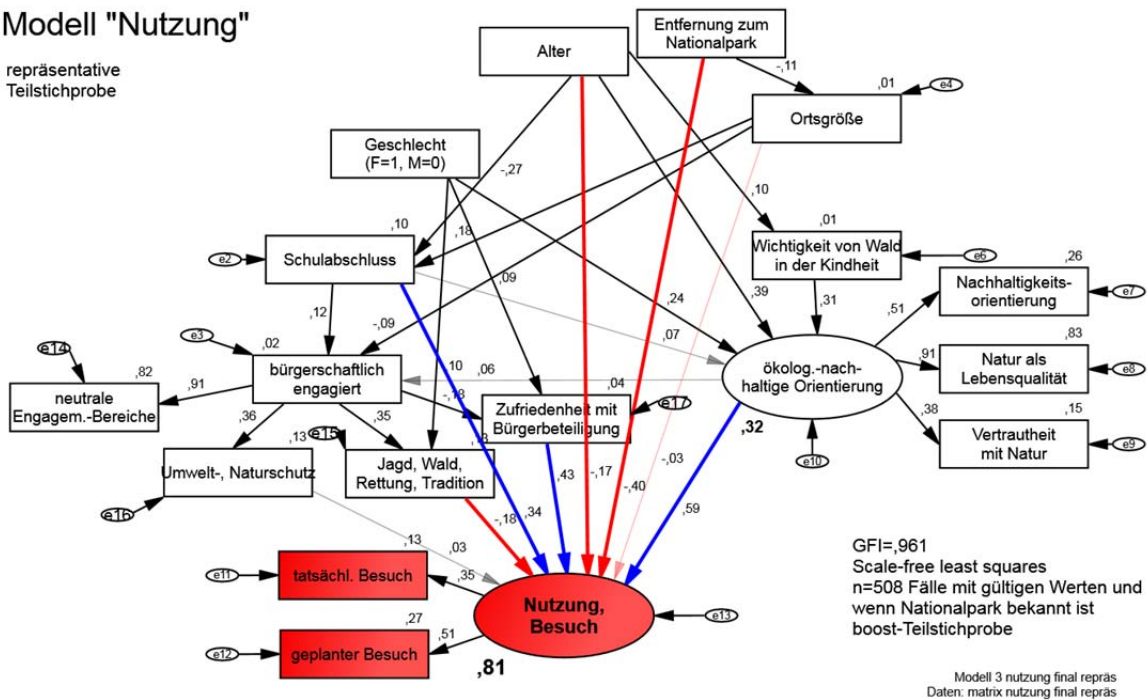 Modell "Nutzung"
repräsentative
Teilstichprobe
Alter
Entfernung zum
Nationalpark
-,11
,01
e4
Ortsgröße
Geschlecht
(F=1, M=0)
-,27
,10
,10
,18
,01
e2
Schulabschluss
Wichtigkeit von Wald
in der Kindheit
e6
,26
,09
Nachhaltigkeits-
orientierung
e7
,12
-,09
,24
,39
,31
,51
,07
e3
,02
e14
,83
,82
bürgerschaftlich
engagiert
10
,06
,04
ökolog.-nach-
haltige Orientierung
,91
Natur als
Lebensqualität
e8
neutrale
Engagem.-Bereiche
,91
-,13
Zufriedenheit mit
Bürgerbeteiligung
e17
,36
,35
,38
,15
,32
Vertrautheit
mit Natur
e9
,13
e15
Umwelt-, Naturschutz
Jagd, Wald,
Rettung, Tradition
e10
,43
-,17
-,03
-,40
e16
-,18
,34
,59
,13
,03
GFI=,961
Scale-free least squares
n=508 Fälle mit gültigen Werten und
wenn Nationalpark bekannt ist
boost-Teilstichprobe
e11
tatsächl. Besuch
,35
Nutzung,
Besuch
e13
,27
e12
geplanter Besuch
,51
,81
Modell 3 nutzung final repräs
Daten: matrix nutzung final repräs